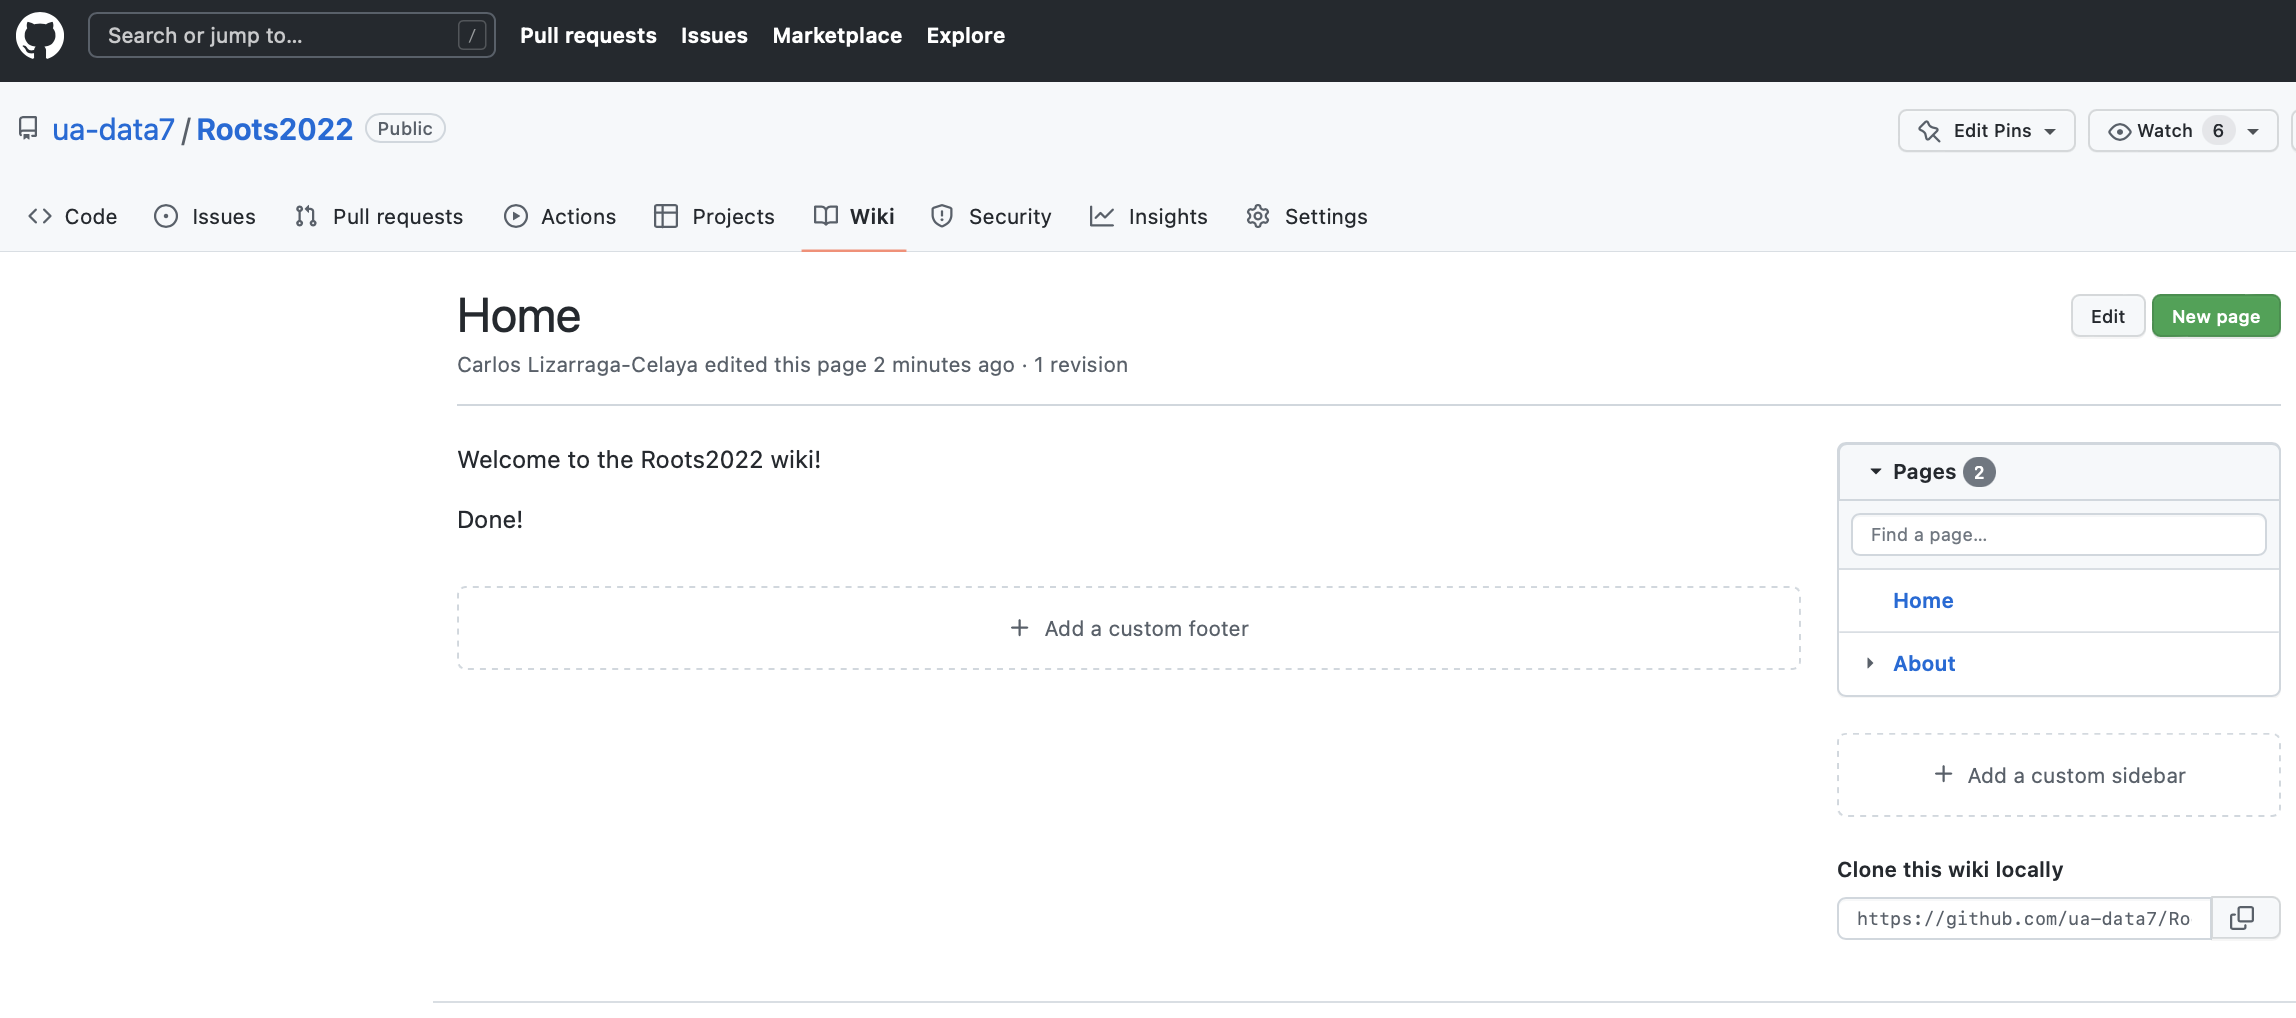 Search or jump to... / Pull requests Issues Marketplace Explore
ua-data7 / Roots2022 Public Edit Pins Watch 6
Code Issues Pull requests Actions Projects Wiki Security Insights Settings
Home Edit New page
Carlos Lizarraga-Celaya edited this page 2 minutes ago · 1 revision
Welcome to the Roots2022 wiki!
Done!
+ Add a custom footer
Pages 2
Find a page...
Home
About
+ Add a custom sidebar
Clone this wiki locally
https://github.com/ua-data7/Ro